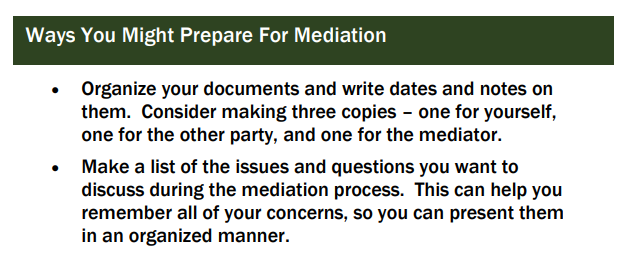 Ways You Might Prepare For Mediation
• Organize your documents and write dates and notes on
them.  Consider making three copies – one for yourself,
one for the other party, and one for the mediator.
• Make a list of the issues and questions you want to
discuss during the mediation process.  This can help you
remember all of your concerns, so you can present them
in an organized manner.